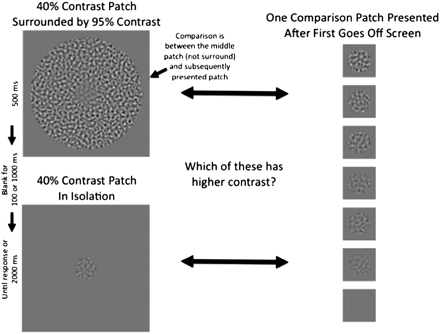 40% Contrast Patch
Surrounded by 95% Contrast
Comparison is
between the middle
patch (not surround)
and subsequently
presented patch
One Comparison Patch Presented
After First Goes Off Screen
500 ms
Blank for
100 or 1000 ms
Until response or
2000 ms
Which of these has
higher contrast?
40% Contrast Patch
In Isolation